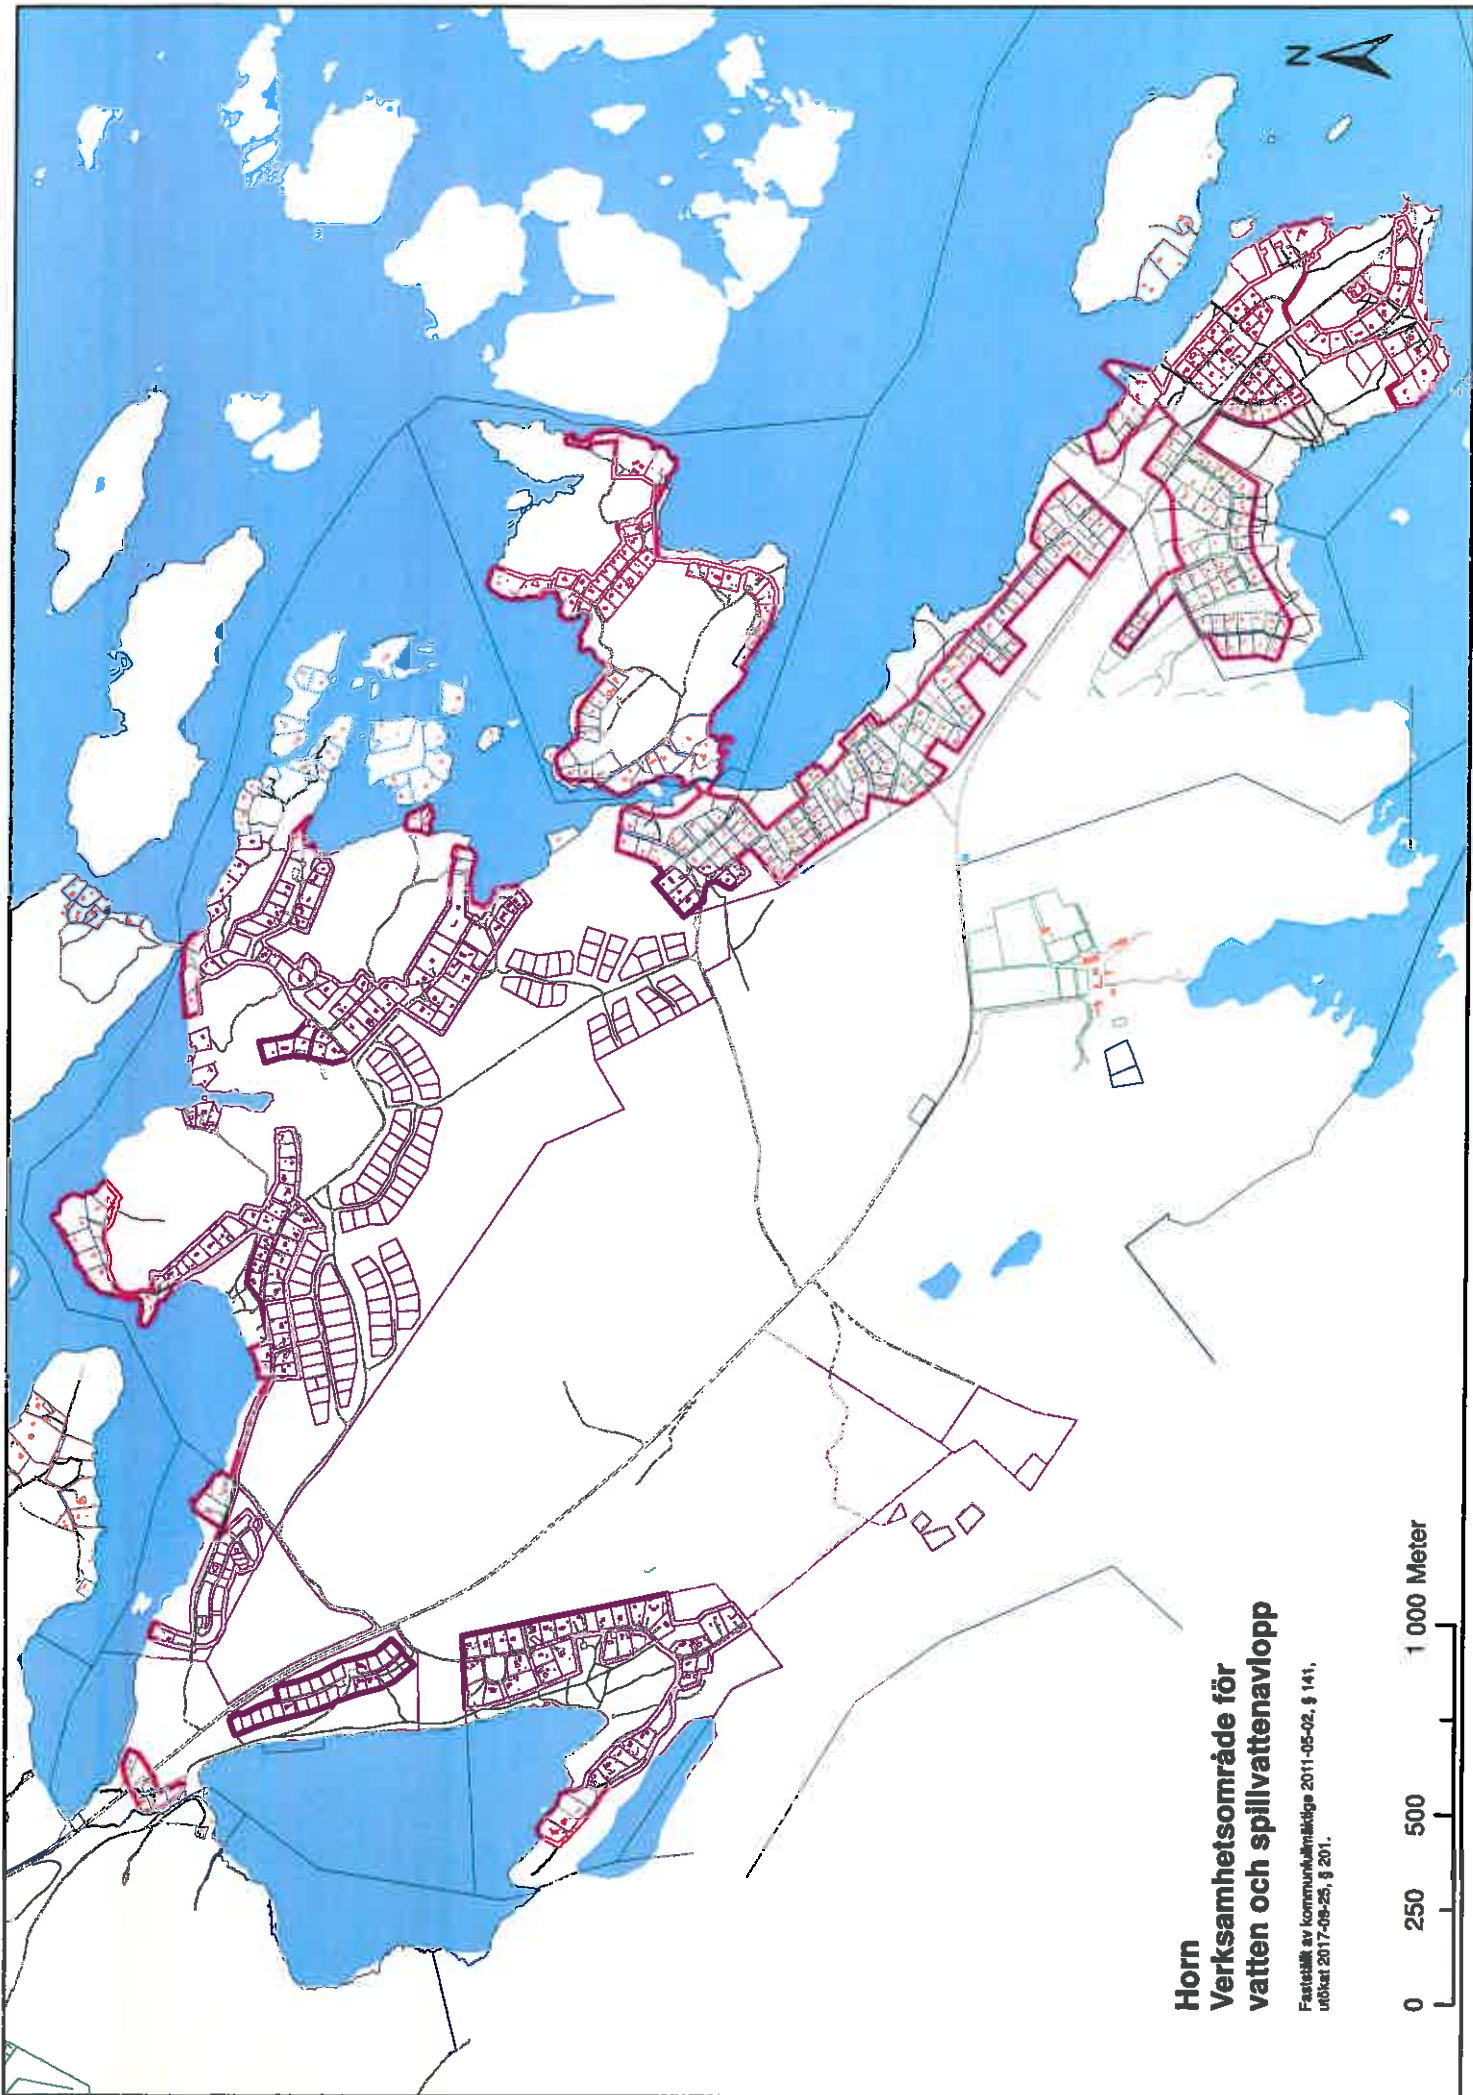 N
Horn
Verksamhetsområde för
vatten och spillvattenavlopp
Fastställt av kommunfullmäktige 2011-05-02, § 141,
utökat 2017-09-25, § 201.
0 250 500 1 000 Meter